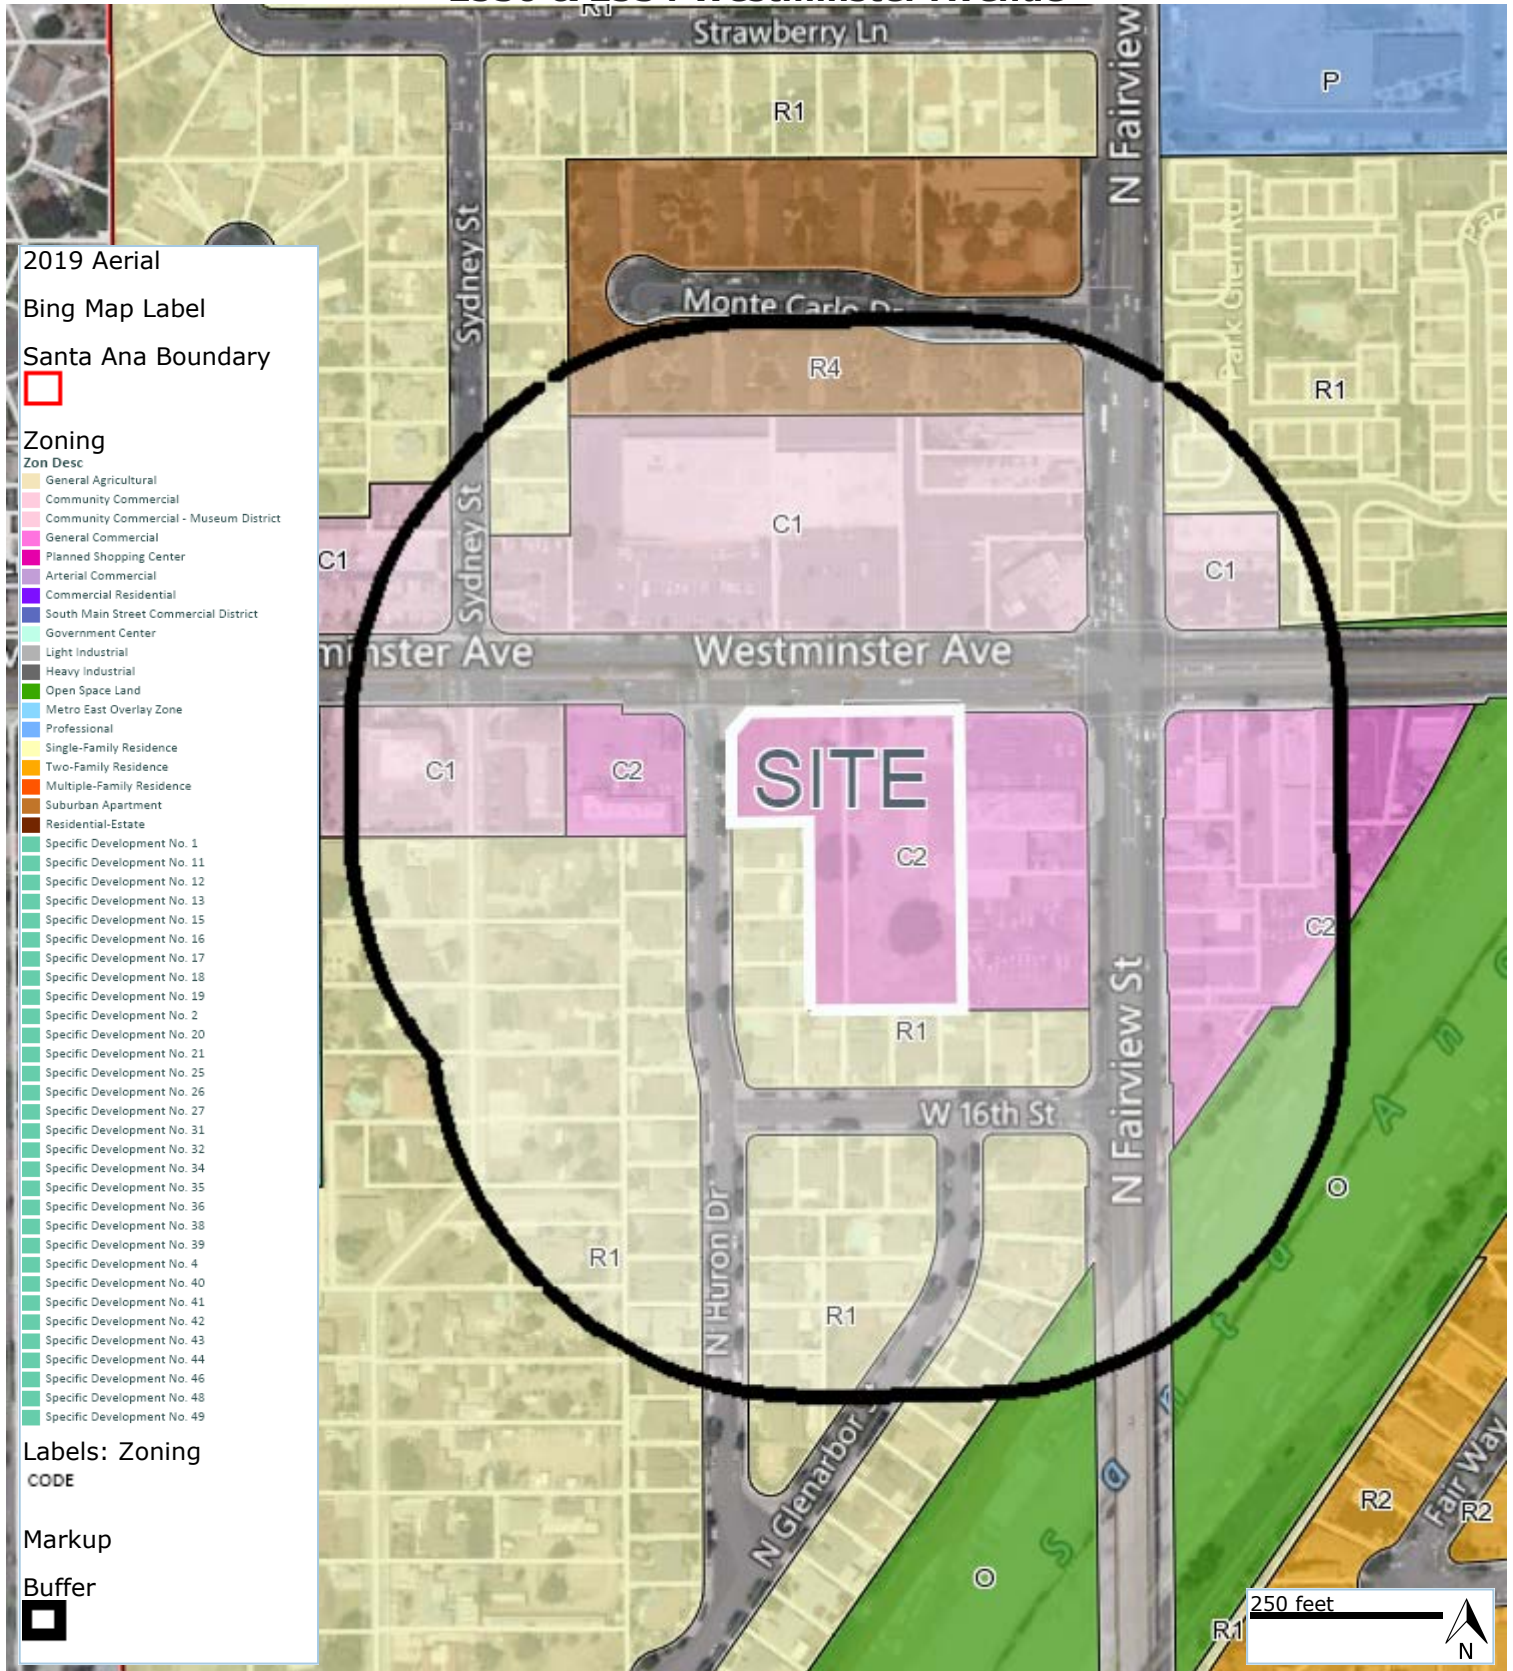 Westminster Avenue
R1
Strawberry Ln
N Fairview
P
R1
Sydney St
Monte Carlo Dr
Park Glenn Rd
R4
R1
C1
C1
Sydney St
C1
minster Ave
Westminster Ave
C1
C2
SITE
C2
C2
R1
W 16th St
N Fairview St
N Huron Dr
R1
R1
O
N Glenarbor
O
Santa Ana
R2
R2
Fair Way
R1
2019 Aerial
Bing Map Label
Santa Ana Boundary
Zoning
Zon Desc
General Agricultural
Community Commercial
Community Commercial - Museum District
General Commercial
Planned Shopping Center
Arterial Commercial
Commercial Residential
South Main Street Commercial District
Government Center
Light Industrial
Heavy Industrial
Open Space Land
Metro East Overlay Zone
Professional
Single-Family Residence
Two-Family Residence
Multiple-Family Residence
Suburban Apartment
Residential-Estate
Specific Development No. 1
Specific Development No. 11
Specific Development No. 12
Specific Development No. 13
Specific Development No. 15
Specific Development No. 16
Specific Development No. 17
Specific Development No. 18
Specific Development No. 19
Specific Development No. 2
Specific Development No. 20
Specific Development No. 21
Specific Development No. 25
Specific Development No. 26
Specific Development No. 27
Specific Development No. 31
Specific Development No. 32
Specific Development No. 34
Specific Development No. 35
Specific Development No. 36
Specific Development No. 38
Specific Development No. 39
Specific Development No. 4
Specific Development No. 40
Specific Development No. 41
Specific Development No. 42
Specific Development No. 43
Specific Development No. 44
Specific Development No. 46
Specific Development No. 48
Specific Development No. 49
Labels: Zoning
CODE
Markup
Buffer
250 feet
N